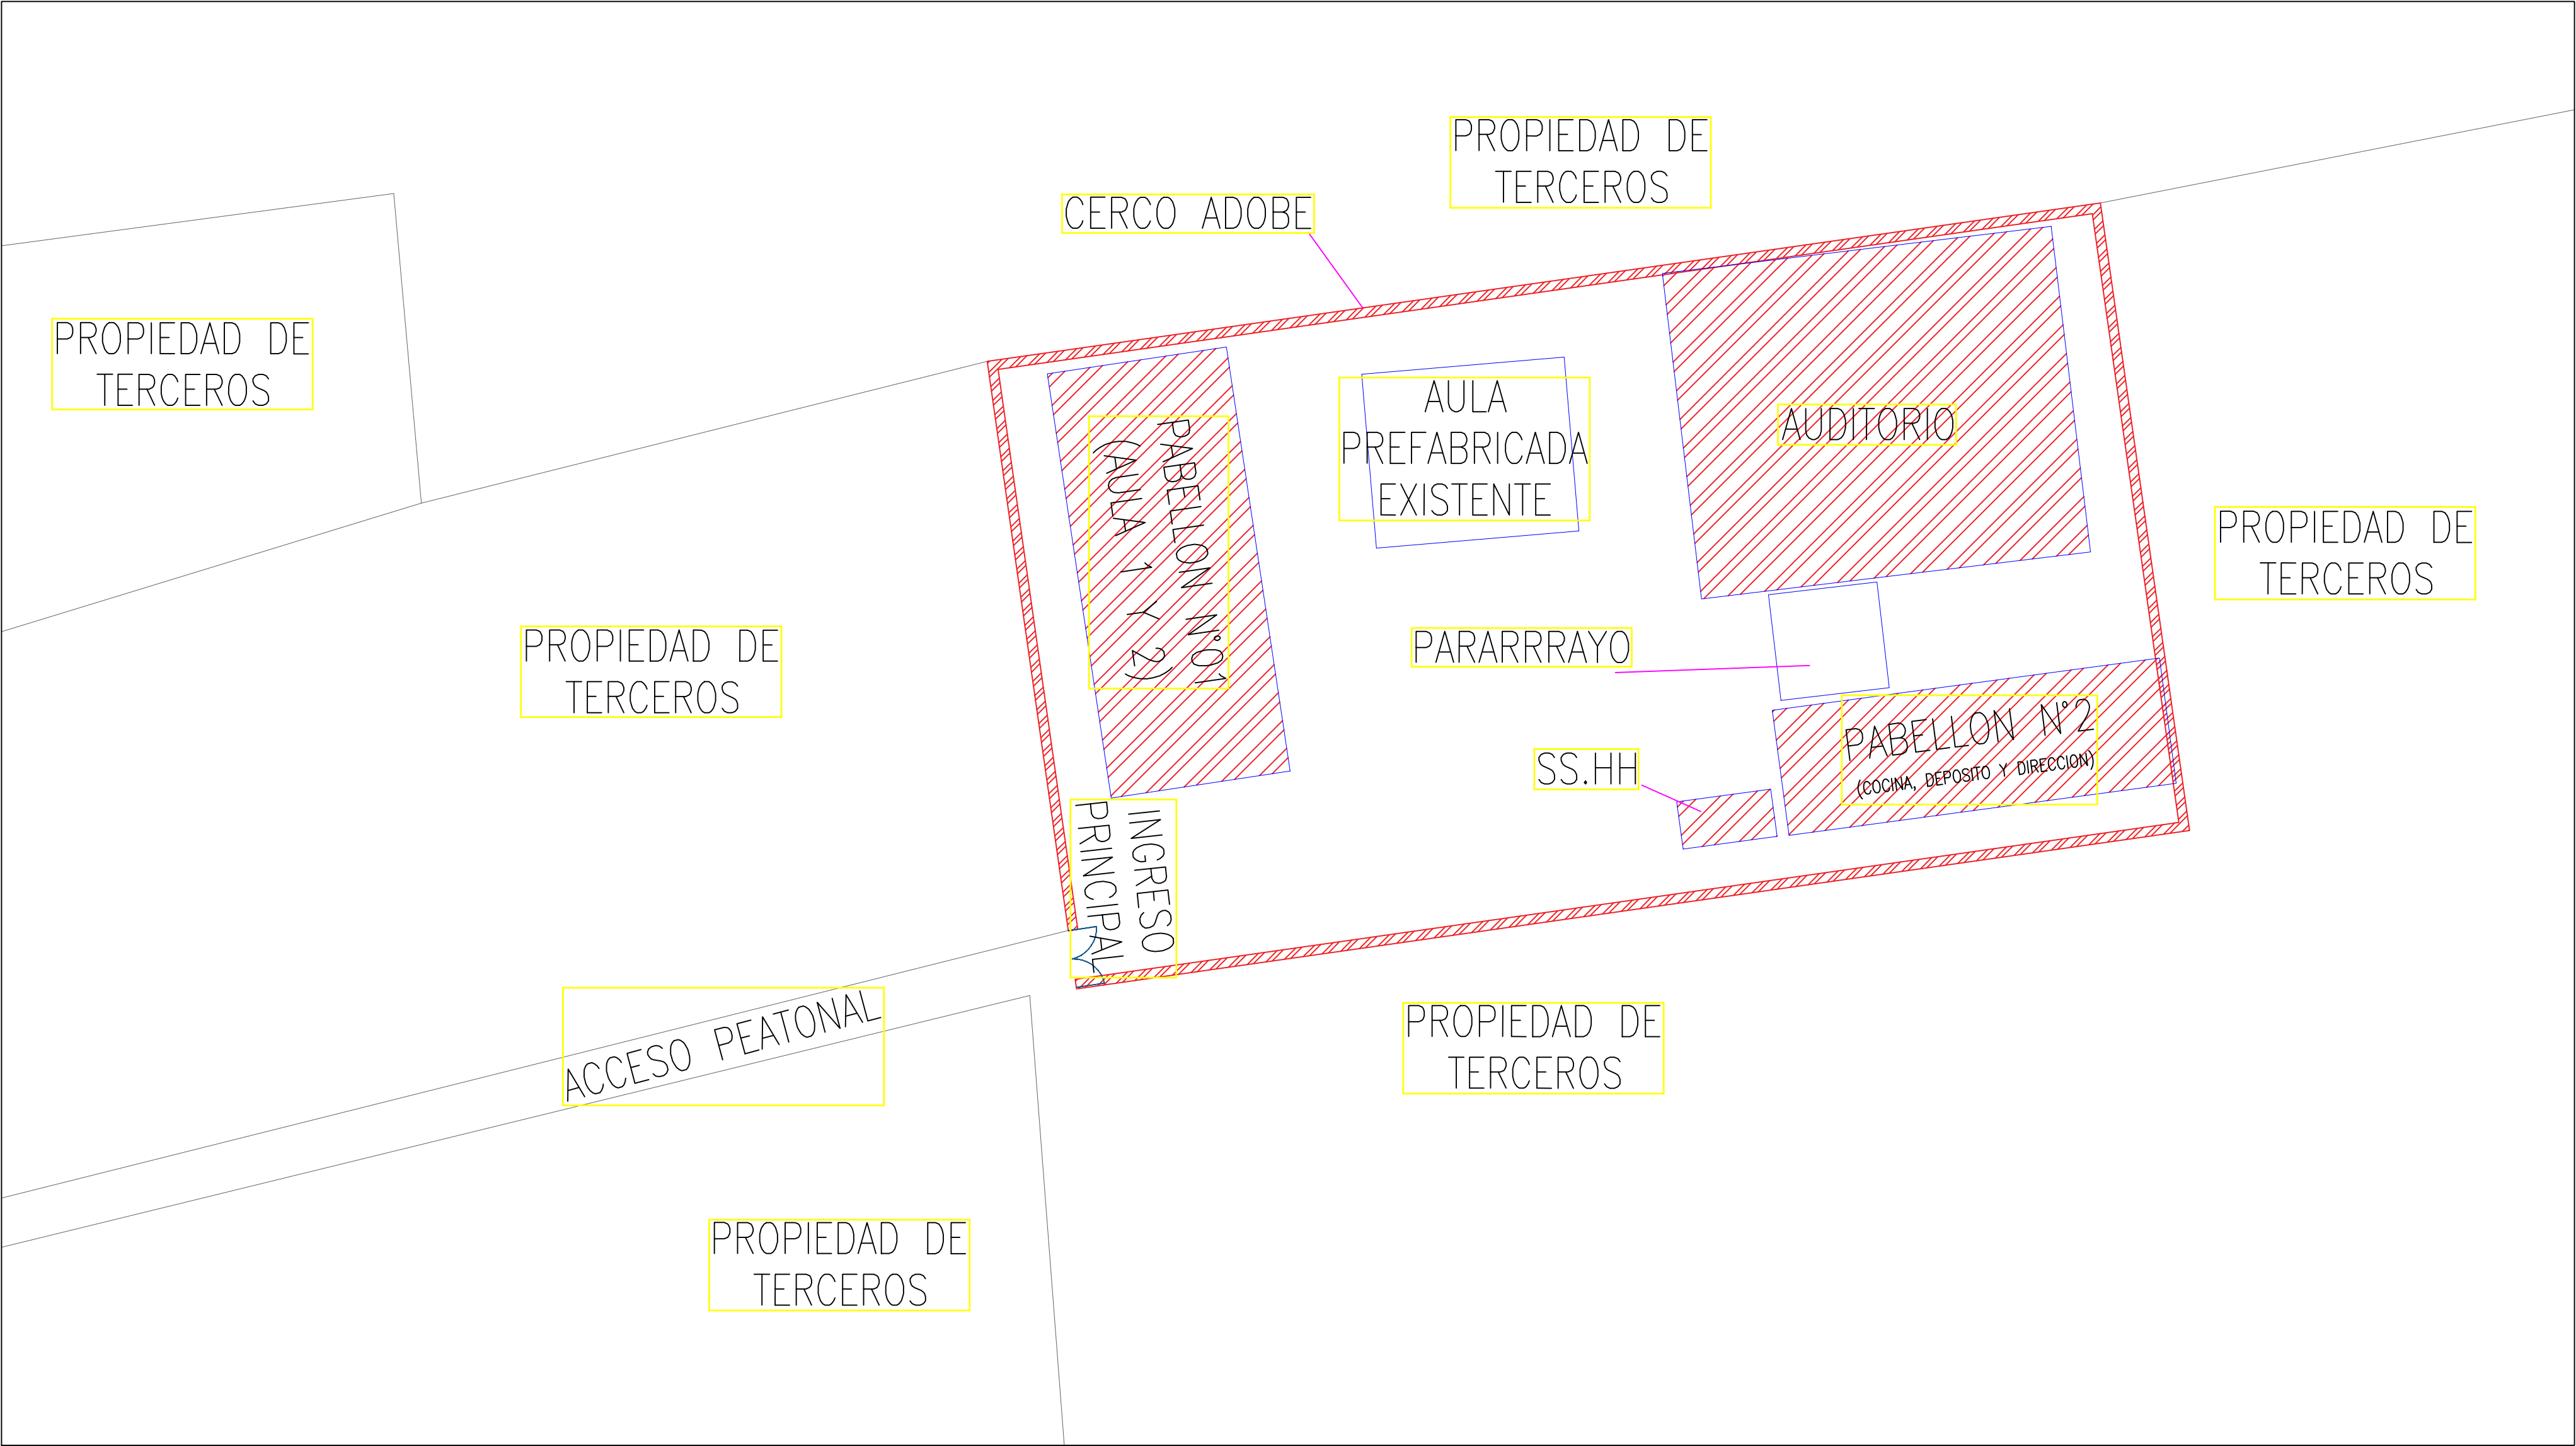 PROPIEDAD DE
TERCEROS
CERCO ADOBE
PROPIEDAD DE
TERCEROS
AULA
PREFABRICADA
EXISTENTE
AUDITORIO
PABELLON N°01
(AULA 1 Y 2)
PROPIEDAD DE
TERCEROS
PROPIEDAD DE
TERCEROS
PARARRRAYO
PABELLON N°2
(COCINA, DEPOSITO Y DIRECCION)
SS.HH
INGRESO
PRINCIPAL
ACCESO PEATONAL
PROPIEDAD DE
TERCEROS
PROPIEDAD DE
TERCEROS